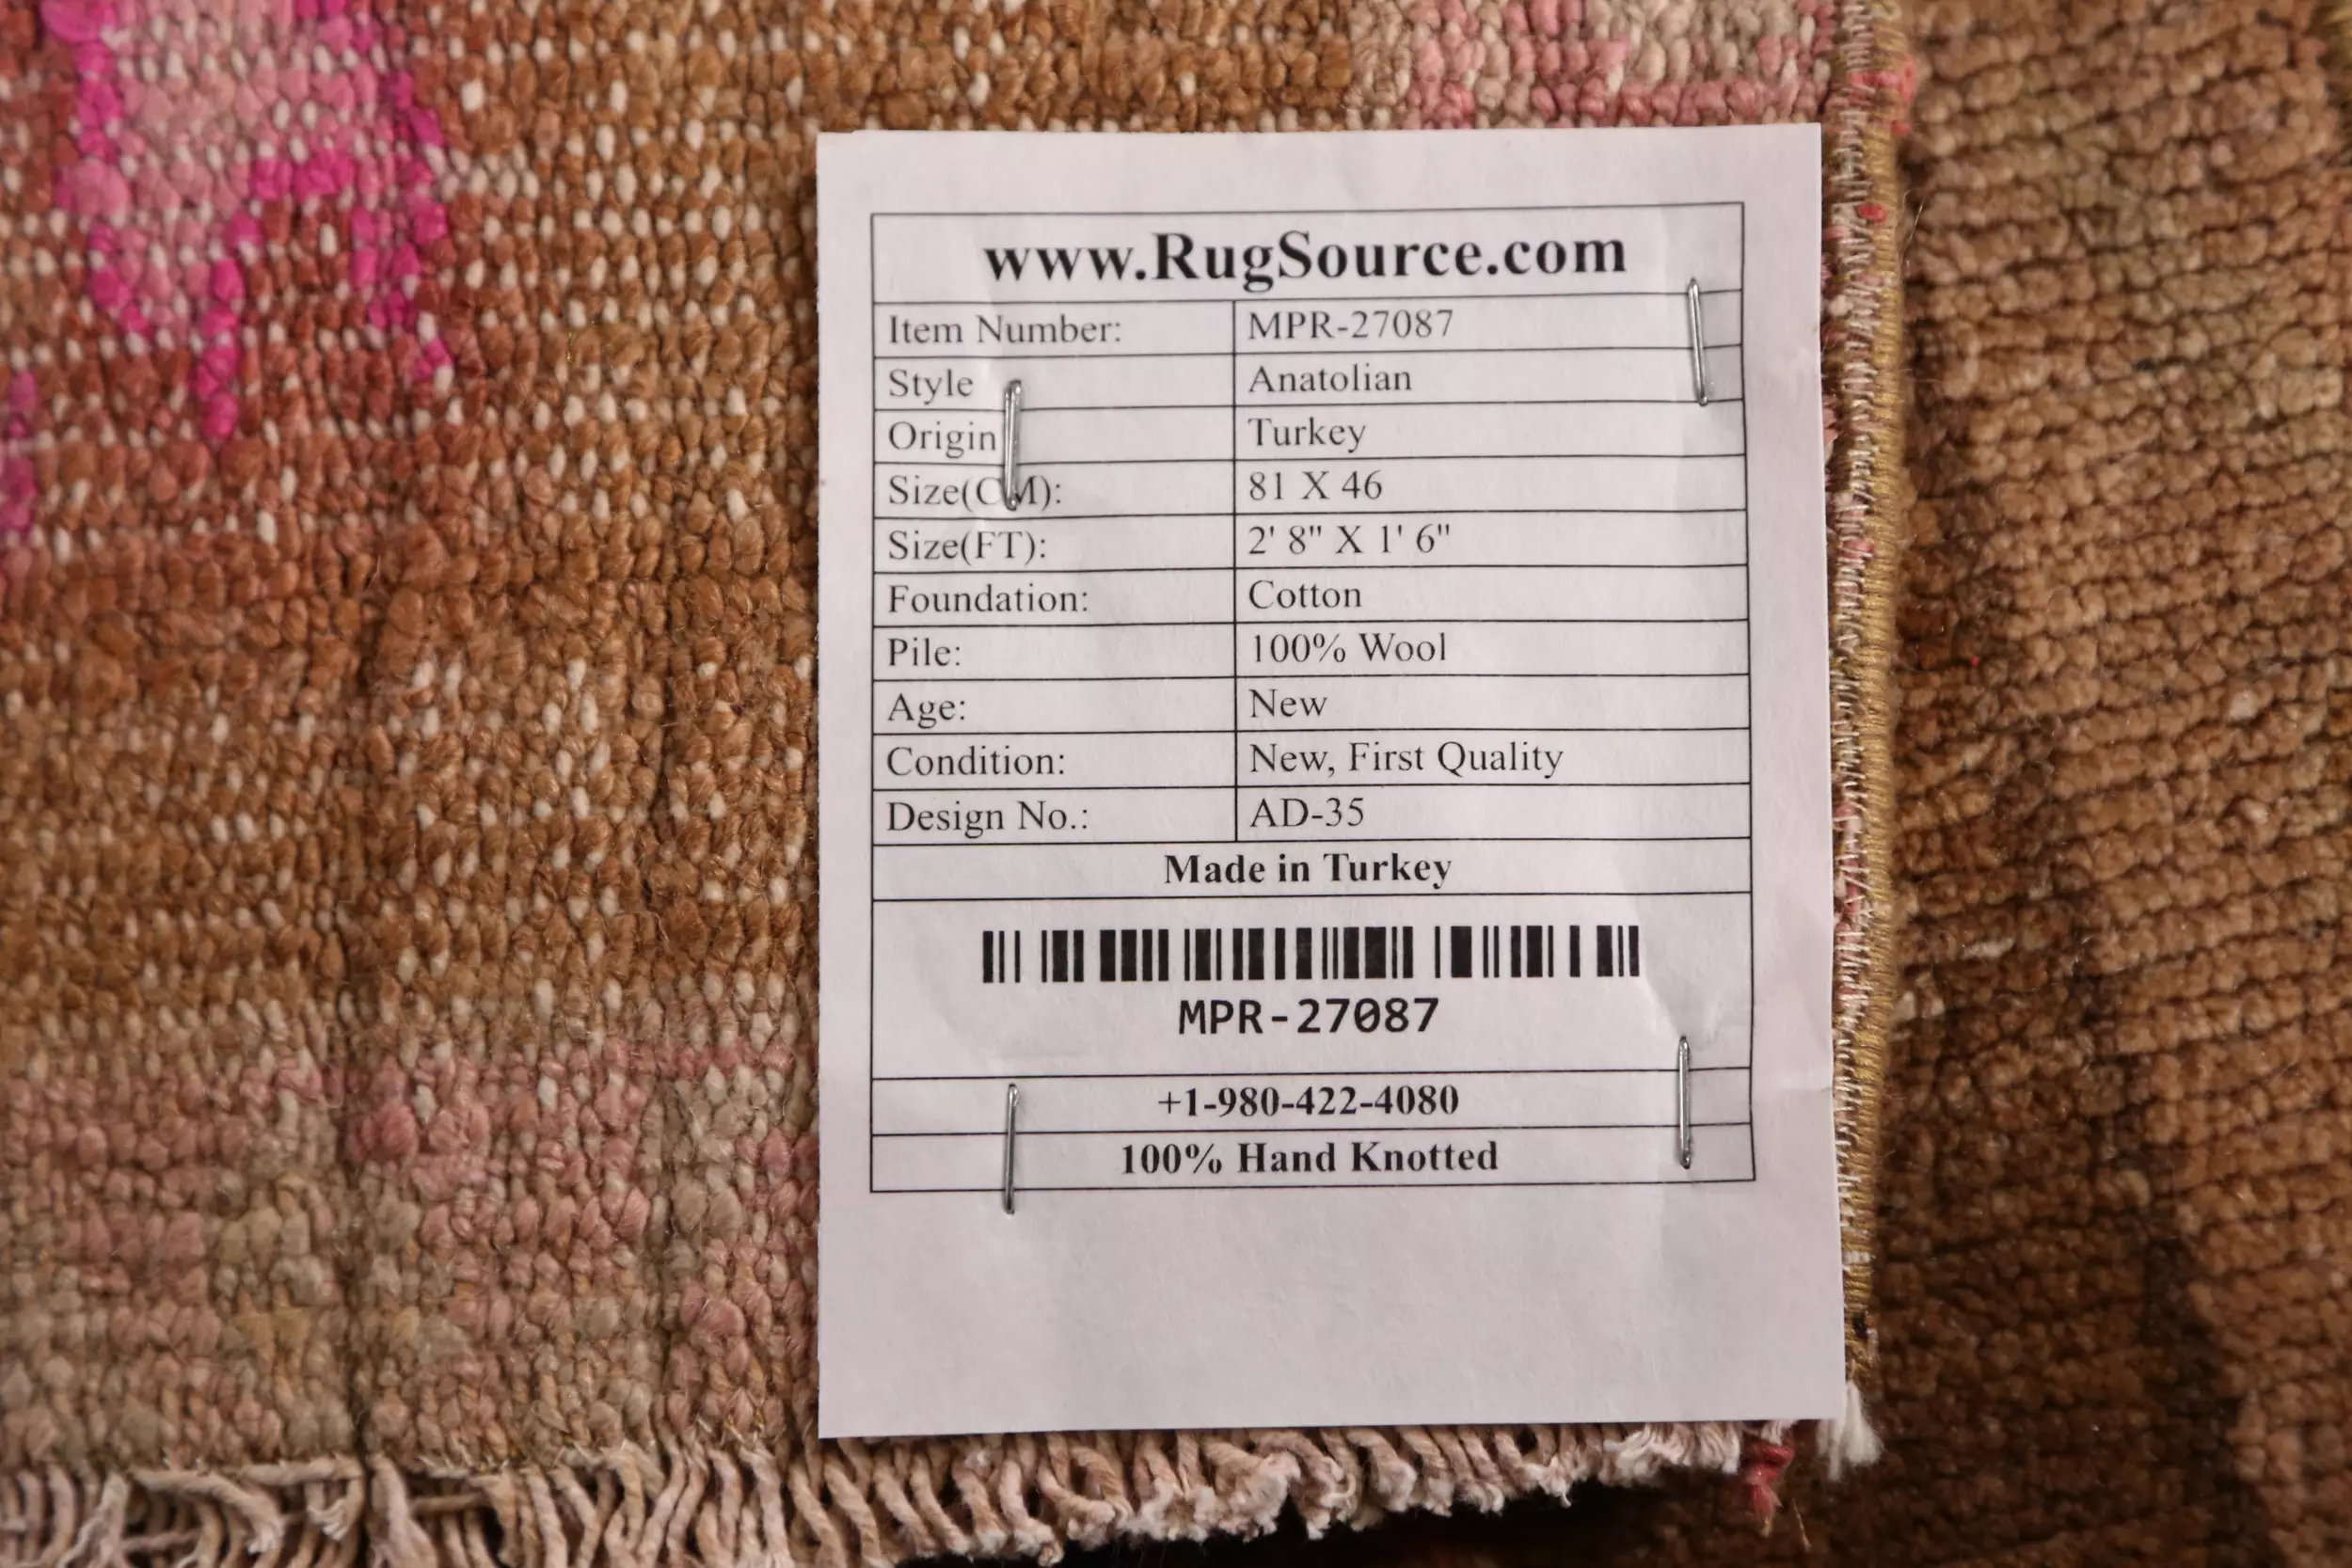 www.RugSource.com
Item Number: MPR-27087
Style Anatolian
Origin Turkey
Size(CM): 81 X 46
Size(FT): 2' 8" X 1' 6"
Foundation: Cotton
Pile: 100% Wool
Age: New
Condition: New, First Quality
Design No.: AD-35
Made in Turkey
MPR-27087
+1-980-422-4080
100% Hand Knotted